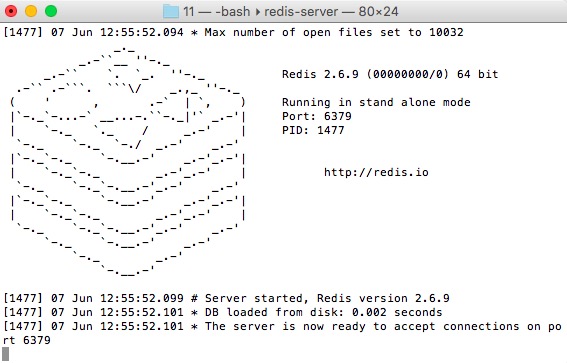 11 — -bash ▸ redis-server — 80×24
[1477] 07 Jun 12:55:52.094 * Max number of open files set to 10032
Redis 2.6.9 (00000000/0) 64 bit
Running in stand alone mode
Port: 6379
PID: 1477
http://redis.io
[1477] 07 Jun 12:55:52.099 # Server started, Redis version 2.6.9
[1477] 07 Jun 12:55:52.101 * DB loaded from disk: 0.002 seconds
[1477] 07 Jun 12:55:52.101 * The server is now ready to accept connections on po
rt 6379